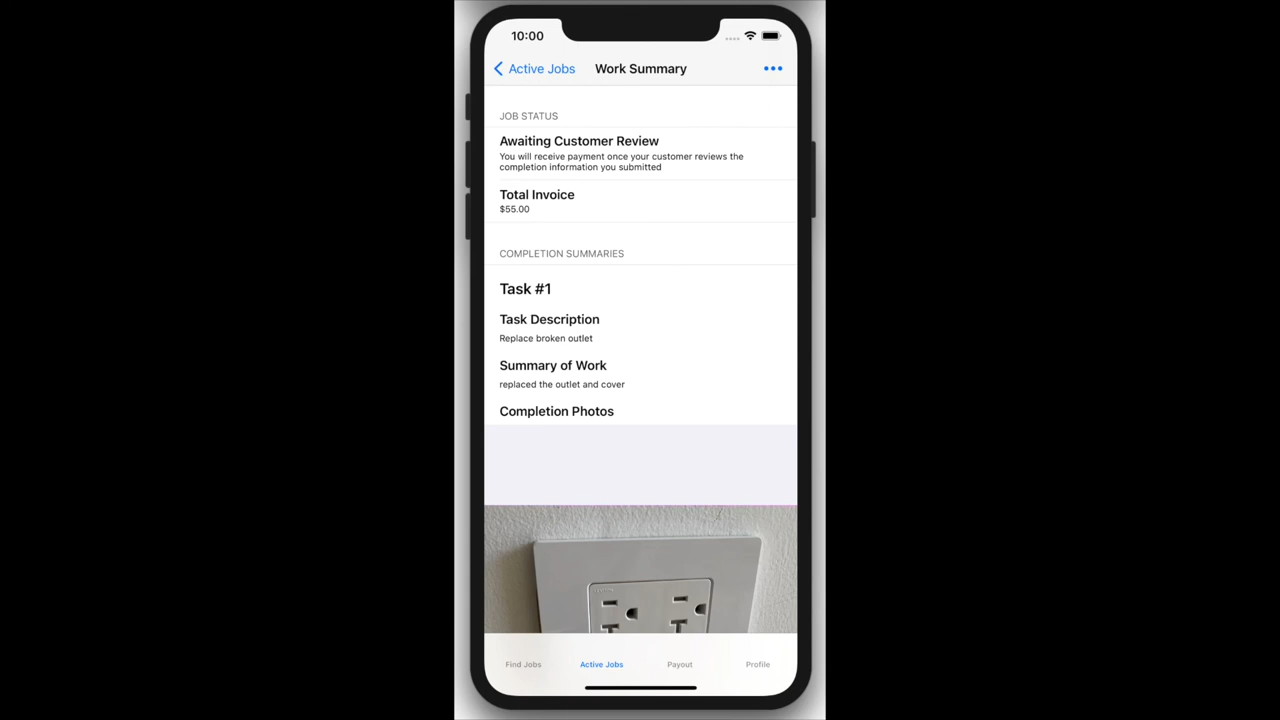 10:00
Active Jobs
Work Summary
JOB STATUS
Awaiting Customer Review
You will receive payment once your customer reviews the
completion information you submitted
Total Invoice
$55.00
COMPLETION SUMMARIES
Task #1
Task Description
Replace broken outlet
Summary of Work
replaced the outlet and cover
Completion Photos
Find Jobs
Active Jobs
Payout
Profile